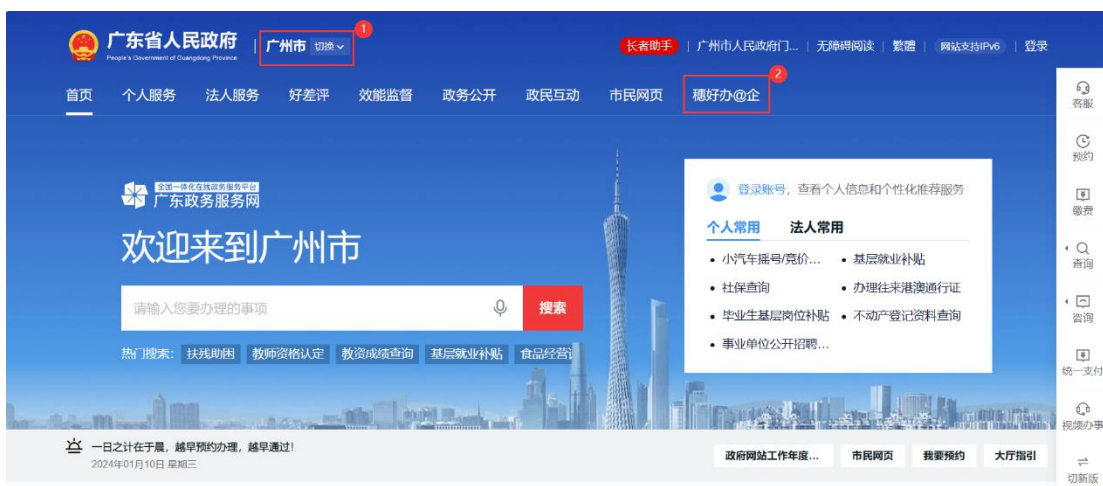 广东省人民政府 | 广州市 切换 1
People's Government of Guangdong Province
长者助手 | 广州市人民政府门... | 无障碍阅读 | 繁體 | 网站支持IPv6 | 登录
2
首页 个人服务 法人服务 好差评 效能监督 政务公开 政民互动 市民网页 穗好办@企
客服
预约
缴费
查询
咨询
统一支付
视频办事
切新版
全国一体化在线政务服务平台
广东政务服务网
欢迎来到广州市
请输入您要办理的事项 搜索
热门搜索: 扶残助困 教师资格认定 教资成绩查询 基层就业补贴 食品经营
登录账号，查看个人信息和个性化推荐服务
个人常用 法人常用
• 小汽车摇号/竞价... • 基层就业补贴
• 社保查询 • 办理往来港澳通行证
• 毕业生基层岗位补贴 • 不动产登记资料查询
• 事业单位公开招聘...
一日之计在于晨，越早预约办理，越早通过!
2024年01月10日 星期三
政府网站工作年度... 市民网页 我要预约 大厅指引